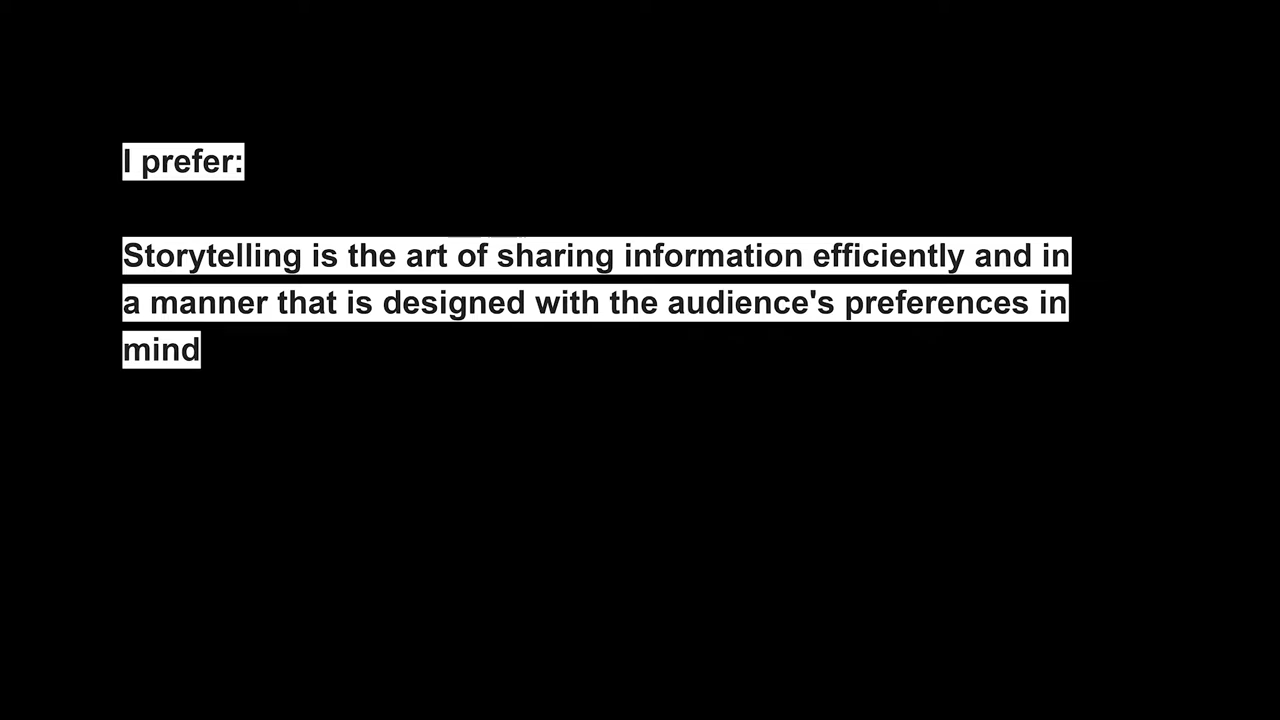 I prefer:
Storytelling is the art of sharing information efficiently and in
a manner that is designed with the audience's preferences in
mind